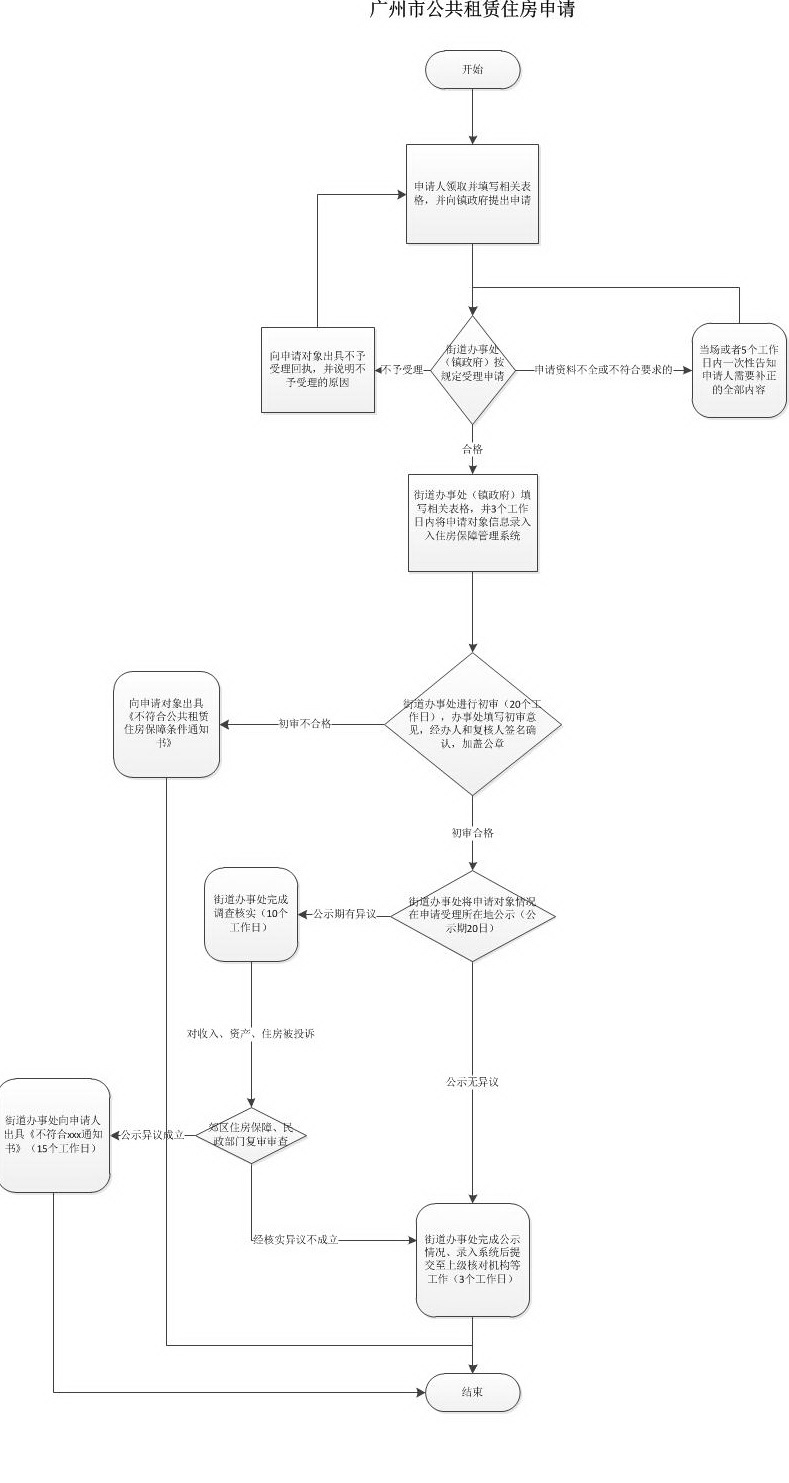 广州市公共租赁住房申请
开始
申请人领取并填写相关表
格，并向镇政府提出申请
向申请对象出具不予
受理回执，并说明不
予受理的原因
不予受理
街道办事处
（镇政府）按
规定受理申请
申请资料不全或不符合要求的
当场或者5个工作
日内一次性告知
申请人需要补正
的全部内容
合格
街道办事处（镇政府）填
写相关表格，并3个工作
日内将申请对象信息录入
入住房保障管理系统
向申请对象出具
《不符合公共租赁
住房保障条件通知
书》
初审不合格
街道办事处进行初审（20个工
作日），办事处填写初审意
见，经办人和复核人签名确
认，加盖公章
初审合格
街道办事处完成
调查核实（10个
工作日）
公示期有异议
街道办事处将申请对象情况
在申请受理所在地公示（公
示期20日）
对收入、资产、住房被投诉
公示无异议
街道办事处向申请人
出具《不符合xxx通知
书》（15个工作日）
公示异议成立
郊区住房保障、民
政部门复审审查
经核实异议不成立
街道办事处完成公示
情况、录入系统后提
交至上级核对机构等
工作（3个工作日）
结束